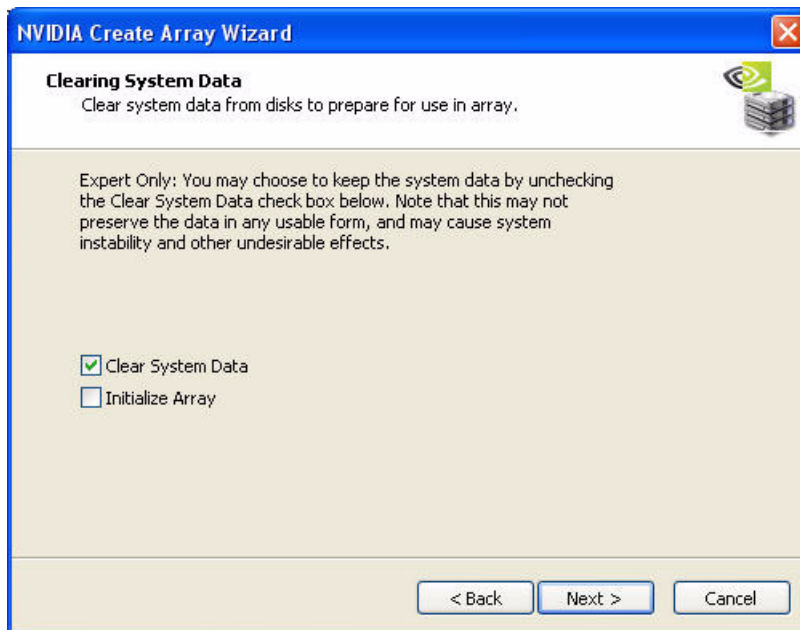 NVIDIA Create Array Wizard
Clearing System Data
Clear system data from disks to prepare for use in array.
Expert Only: You may choose to keep the system data by unchecking
the Clear System Data check box below. Note that this may not
preserve the data in any usable form, and may cause system
instability and other undesirable effects.
Clear System Data
Initialize Array
< Back
Next >
Cancel